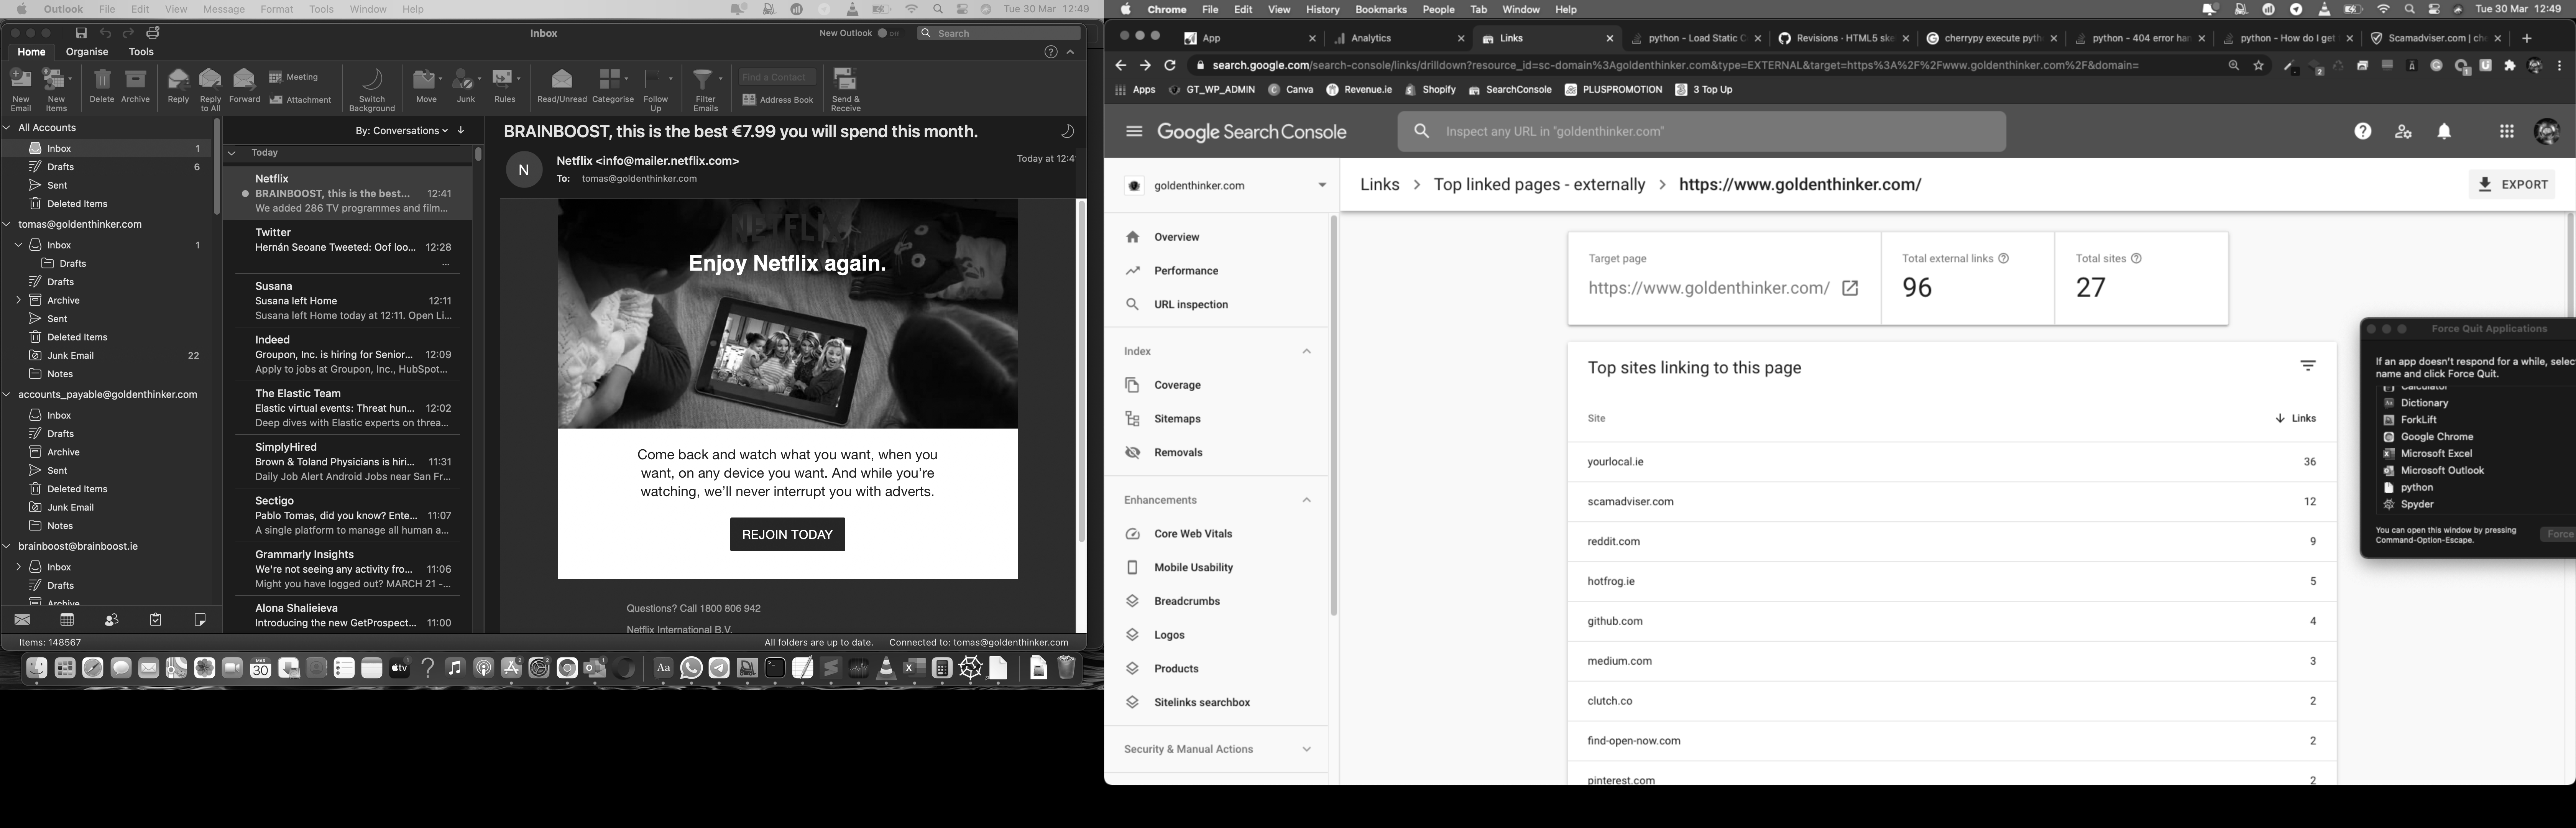 Outlook File Edit View Message Format Tools Window Help Tue 30 Mar 12:49
Inbox New Outlook Search
Home Organise Tools
New Email
New Items
Delete
Archive
Reply
Reply to All
Forward
Meeting
Attachment
Switch Background
Move
Junk
Rules
Read/Unread
Categorise
Follow Up
Filter Emails
Find a Contact
Address Book
Send & Receive
All Accounts
Inbox 1
Drafts 6
Sent
Deleted Items
tomas@goldenthinker.com
Inbox 1
Drafts
Drafts
Archive
Sent
Deleted Items
Junk Email 22
Notes
accounts_payable@goldenthinker.com
Inbox
Drafts
Archive
Sent
Deleted Items
Junk Email
Notes
brainboost@brainboost.ie
Inbox
Drafts
Archive
By: Conversations
Today
Netflix
BRAINBOOST, this is the best... 12:41
We added 286 TV programmes and film...
Twitter
Hernán Seoane Tweeted: Oof loo... 12:28
...
Susana
Susana left Home 12:11
Susana left Home today at 12:11. Open Li...
Indeed
Groupon, Inc. is hiring for Senior... 12:09
Apply to jobs at Groupon, Inc., HubSpot...
The Elastic Team
Elastic virtual events: Threat hun... 12:02
Deep dives with Elastic experts on threa...
SimplyHired
Brown & Toland Physicians is hiri... 11:31
Daily Job Alert Android Jobs near San Fr...
Sectigo
Pablo Tomas, did you know? Ente... 11:07
A single platform to manage all human a...
Grammarly Insights
We're not seeing any activity fro... 11:06
Might you have logged out? MARCH 21 -...
Alona Shalieieva
Introducing the new GetProspect... 11:00
BRAINBOOST, this is the best €7.99 you will spend this month.
N
Netflix <info@mailer.netflix.com>
Today at 12:4
To: tomas@goldenthinker.com
NETFLIX
Enjoy Netflix again.
Come back and watch what you want, when you
want, on any device you want. And while you're
watching, we'll never interrupt you with adverts.
REJOIN TODAY
Questions? Call 1800 806 942
Netflix International B.V.
Items: 148567 All folders are up to date. Connected to: tomas@goldenthinker.com
Chrome File Edit View History Bookmarks People Tab Window Help Tue 30 Mar 12:49
App
Analytics
Links
python - Load Static C
Revisions · HTML5 ske
cherrypy execute pyth
python - 404 error han
python - How do I get
Scamadviser.com | che
search.google.com/search-console/links/drilldown?resource_id=sc-domain%3Agoldenthinker.com&type=EXTERNAL&target=https%3A%2F%2Fwww.goldenthinker.com%2F&domain=
Apps GT_WP_ADMIN Canva Revenue.ie Shopify SearchConsole PLUSPROMOTION 3 Top Up
Google Search Console
Inspect any URL in "goldenthinker.com"
goldenthinker.com
Overview
Performance
URL inspection
Index
Coverage
Sitemaps
Removals
Enhancements
Core Web Vitals
Mobile Usability
Breadcrumbs
Logos
Products
Sitelinks searchbox
Security & Manual Actions
Links > Top linked pages - externally > https://www.goldenthinker.com/
EXPORT
Target page
https://www.goldenthinker.com/
Total external links
96
Total sites
27
Top sites linking to this page
Site Links
yourlocal.ie 36
scamadviser.com 12
reddit.com 9
hotfrog.ie 5
github.com 4
medium.com 3
clutch.co 2
find-open-now.com 2
pinterest.com 2
Force Quit Applications
If an app doesn't respond for a while, selec
name and click Force Quit.
Calculator
Dictionary
ForkLift
Google Chrome
Microsoft Excel
Microsoft Outlook
python
Spyder
You can open this window by pressing
Command-Option-Escape.
Force